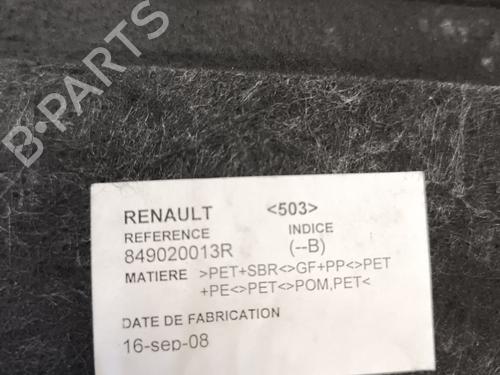 B-PARTS
RENAULT <503>
REFERENCE INDICE
849020013R (--B)
MATIERE >PET+SBR<>GF+PP<>PET
+PE<>PET<>POM,PET<
DATE DE FABRICATION
16-sep-08